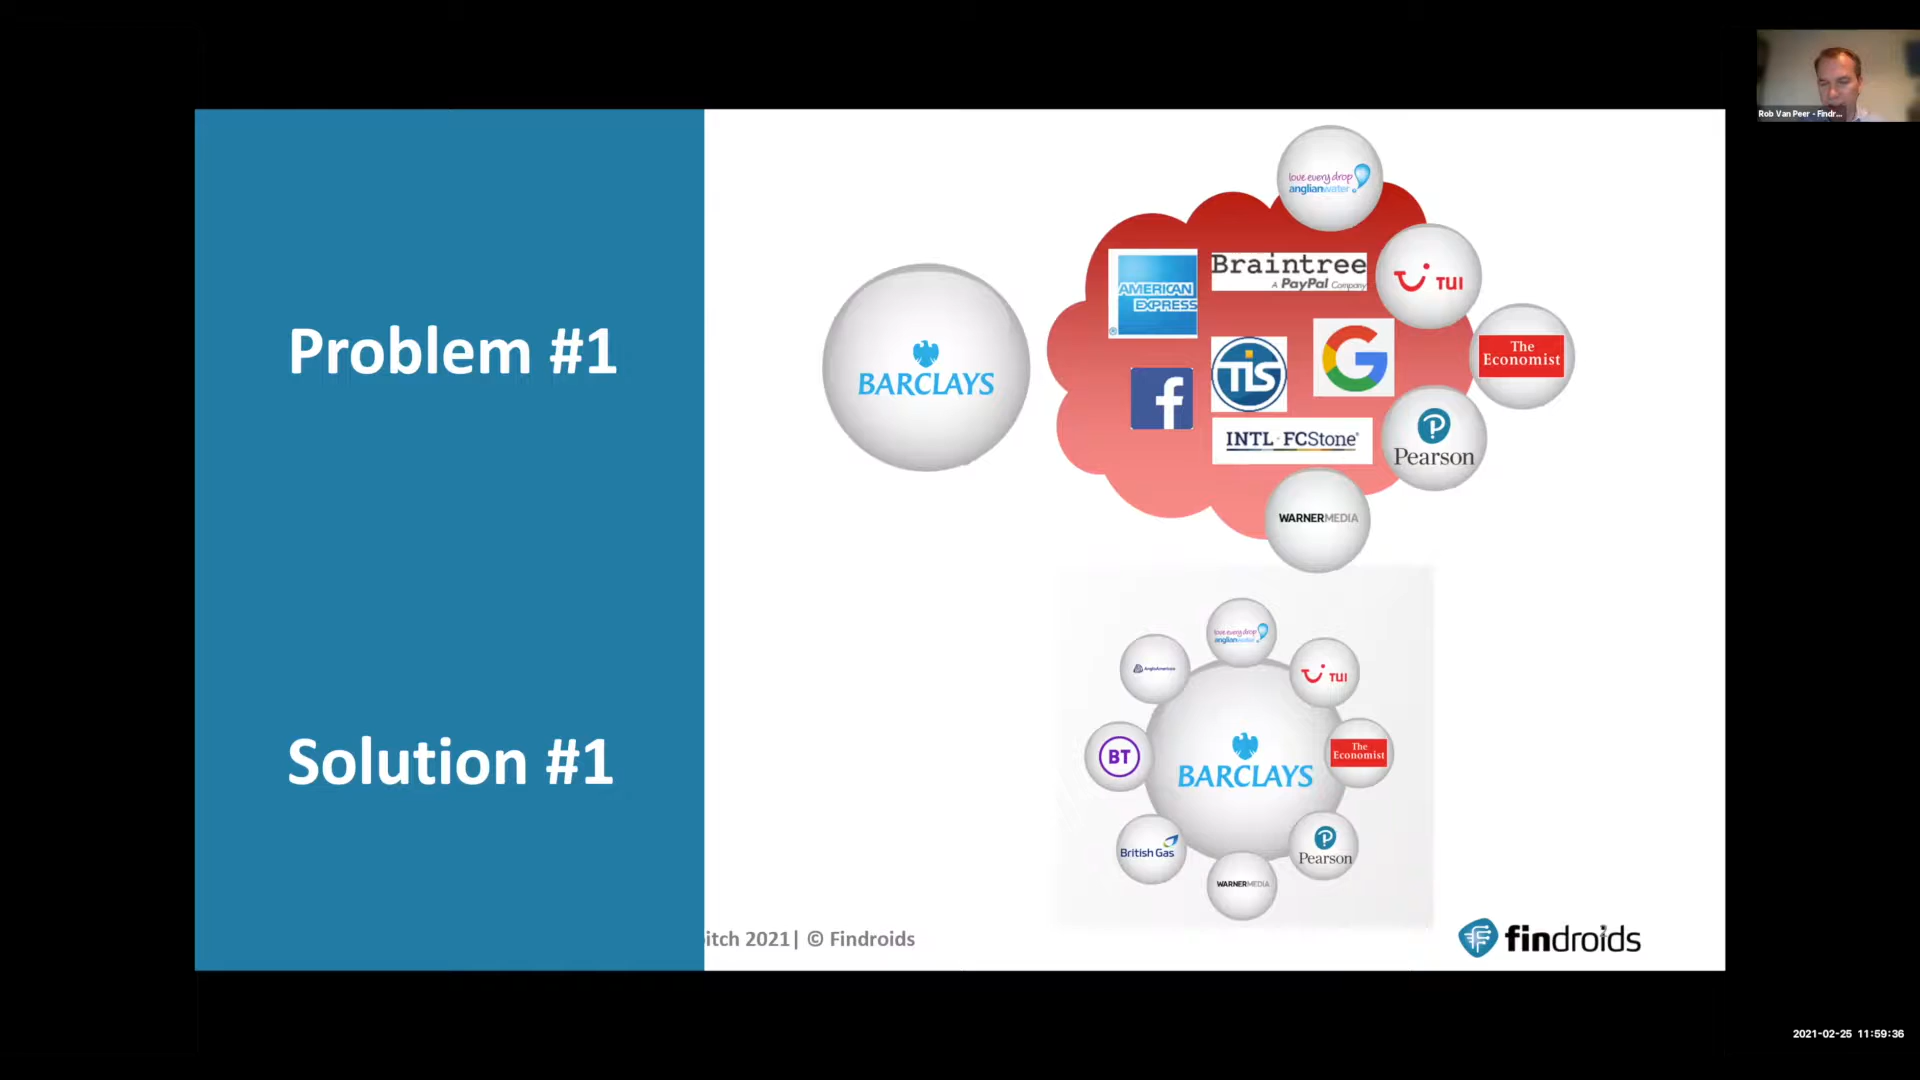 Rob Van Peer - Findr...
Problem #1
BARCLAYS
love every drop
anglianwater
AMERICAN
EXPRESS
Braintree
A PayPal Company
TUI
The
Economist
G
f
TIS
INTL FCStone
Pearson
WARNERMEDIA
Solution #1
love every drop
anglianwater
AngloAmerican
TUI
BT
BARCLAYS
The
Economist
British Gas
Pearson
WARNERMEDIA
itch 2021| © Findroids
findroids
2021-02-25 11:59:36